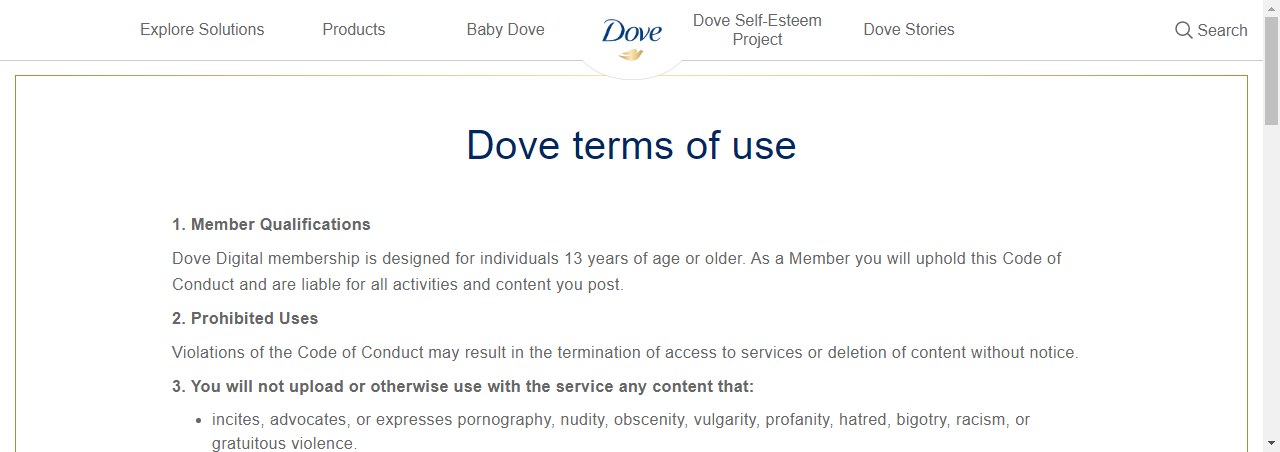 Explore Solutions
Products
Baby Dove
Dove
Dove Self-Esteem
Project
Dove Stories
Search
Dove terms of use
1. Member Qualifications
Dove Digital membership is designed for individuals 13 years of age or older. As a Member you will uphold this Code of
Conduct and are liable for all activities and content you post.
2. Prohibited Uses
Violations of the Code of Conduct may result in the termination of access to services or deletion of content without notice.
3. You will not upload or otherwise use with the service any content that:
• incites, advocates, or expresses pornography, nudity, obscenity, vulgarity, profanity, hatred, bigotry, racism, or
gratuitous violence.